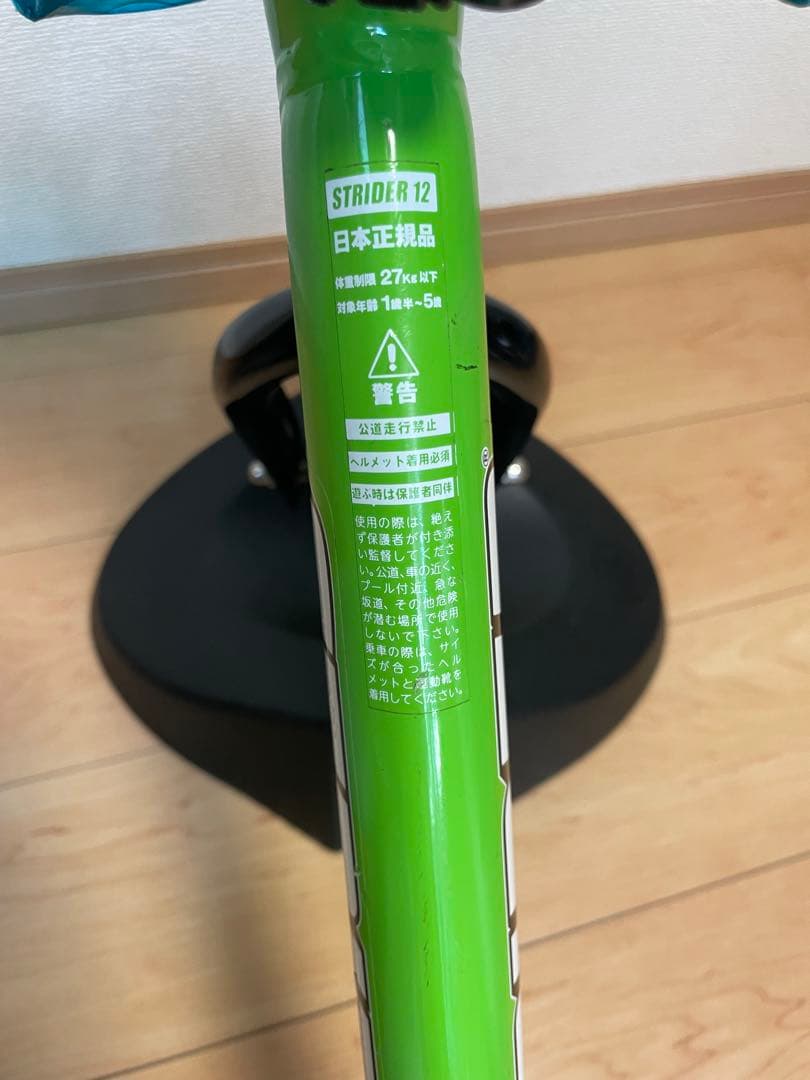 STRIDER 12
日本正規品
体重制限 27Kg以下
対象年齢 1歳半~5歳
警告
公道走行禁止
ヘルメット着用必須
遊ぶ時は保護者同伴
使用の際は、絶え
ず保護者が付き添
い監督してくださ
い。公道、車の近く、
プール付近、急な
坂道、その他危険
が潜む場所で使用
しないで下さい。
乗車の際は、サイ
ズが合ったヘル
メットと運動靴を
着用してください。
®